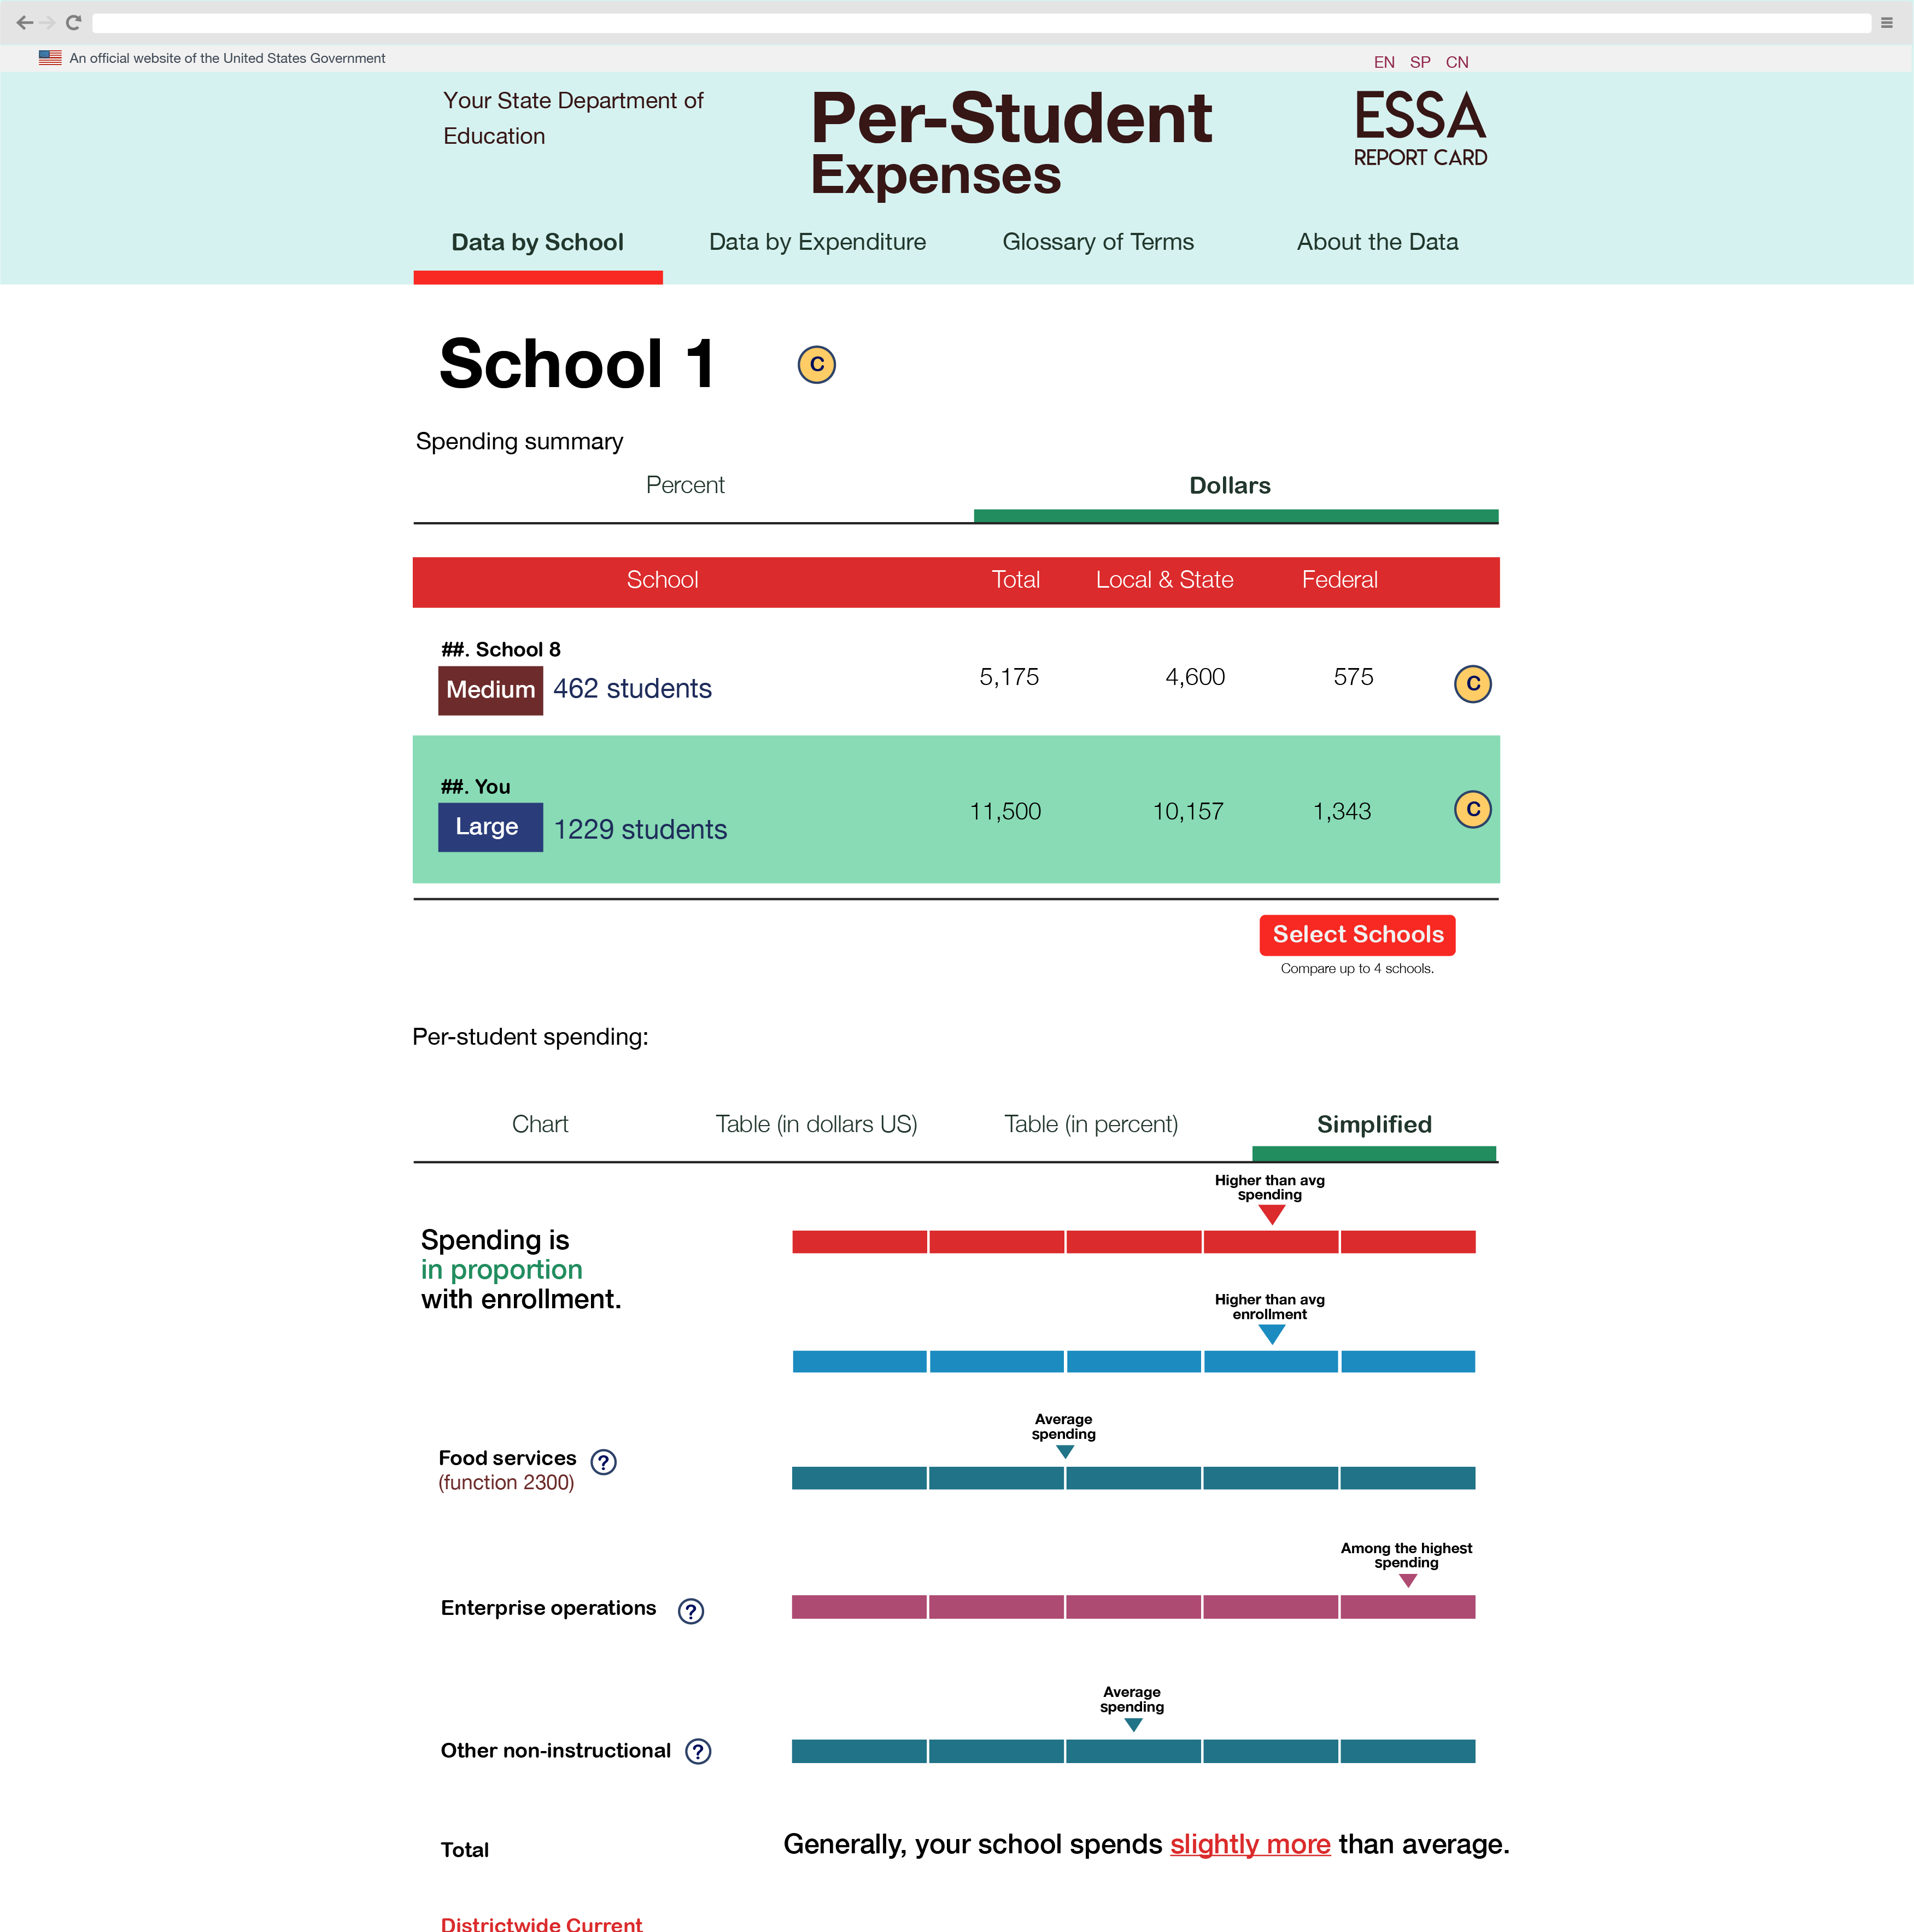 An official website of the United States Government
EN SP CN
Your State Department of
Education
Per-Student
Expenses
ESSA
REPORT CARD
Data by School Data by Expenditure Glossary of Terms About the Data
School 1 C
Spending summary
Percent Dollars
School Total Local & State Federal
##. School 8
Medium 462 students 5,175 4,600 575 C
##. You
Large 1229 students 11,500 10,157 1,343 C
Select Schools
Compare up to 4 schools.
Per-student spending:
Chart Table (in dollars US) Table (in percent) Simplified
Higher than avg
spending
Spending is
in proportion
with enrollment.
Higher than avg
enrollment
Average
spending
Food services ?
(function 2300)
Among the highest
spending
Enterprise operations ?
Average
spending
Other non-instructional ?
Total Generally, your school spends slightly more than average.
Districtwide Current